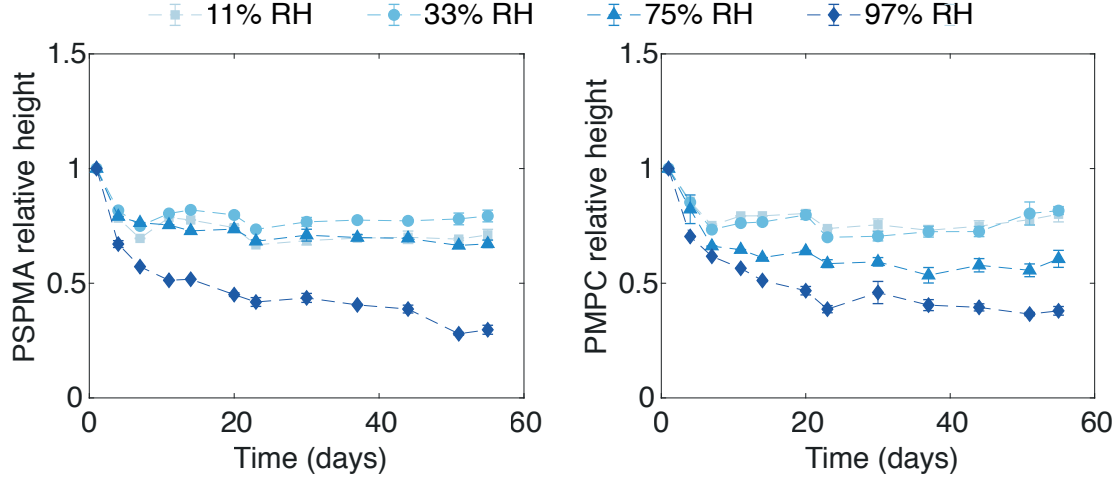 11% RH 33% RH 75% RH 97% RH
PSPMA relative height
1.5
1
0.5
0
0 20 40 60
Time (days)
PMPC relative height
1.5
1
0.5
0
0 20 40 60
Time (days)